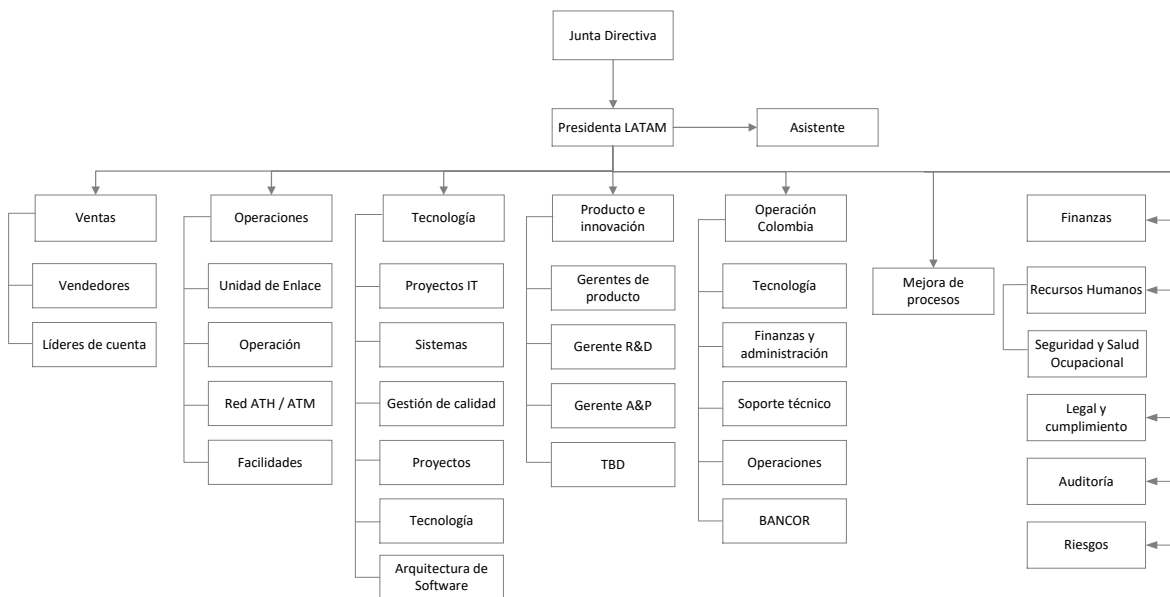 Junta Directiva
Presidenta LATAM
Asistente
Ventas
Vendedores
Líderes de cuenta
Operaciones
Unidad de Enlace
Operación
Red ATH / ATM
Facilidades
Tecnología
Proyectos IT
Sistemas
Gestión de calidad
Proyectos
Tecnología
Arquitectura de
Software
Producto e
innovación
Gerentes de
producto
Gerente R&D
Gerente A&P
TBD
Operación
Colombia
Tecnología
Finanzas y
administración
Soporte técnico
Operaciones
BANCOR
Mejora de
procesos
Finanzas
Recursos Humanos
Seguridad y Salud
Ocupacional
Legal y
cumplimiento
Auditoría
Riesgos